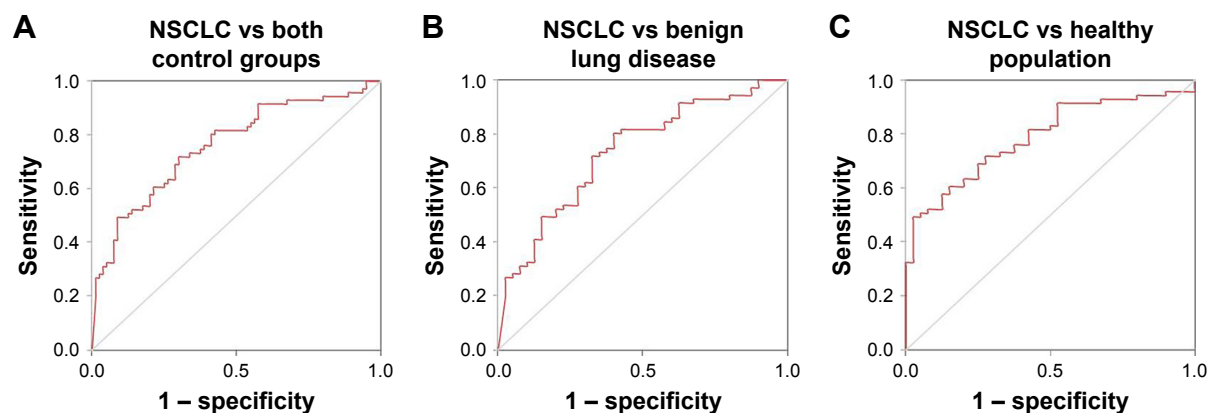 A
NSCLC vs both
control groups
Sensitivity
1.0
0.8
0.6
0.4
0.2
0.0
0.0 0.5 1.0
1 – specificity
B
NSCLC vs benign
lung disease
Sensitivity
1.0
0.8
0.6
0.4
0.2
0.0
0.0 0.5 1.0
1 – specificity
C
NSCLC vs healthy
population
Sensitivity
1.0
0.8
0.6
0.4
0.2
0.0
0.0 0.5 1.0
1 – specificity